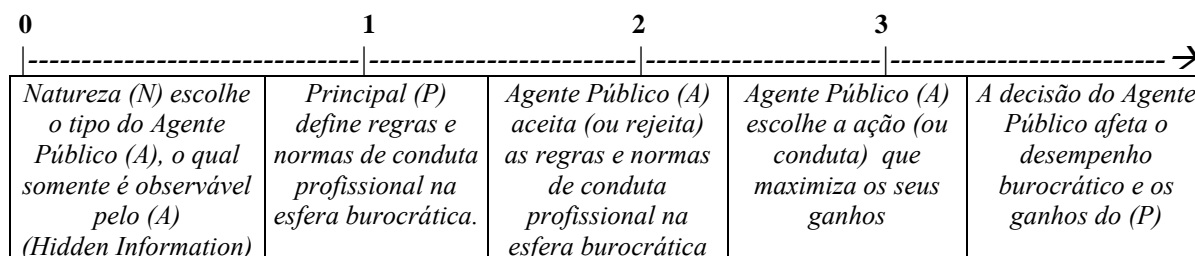 0 1 2 3
Natureza (N) escolhe
o tipo do Agente
Público (A), o qual
somente é observável
pelo (A)
(Hidden Information)
Principal (P)
define regras e
normas de conduta
profissional na
esfera burocrática.
Agente Público (A)
aceita (ou rejeita)
as regras e normas
de conduta
profissional na
esfera burocrática
Agente Público (A)
escolhe a ação (ou
conduta) que
maximiza os seus
ganhos
A decisão do Agente
Público afeta o
desempenho
burocrático e os
ganhos do (P)